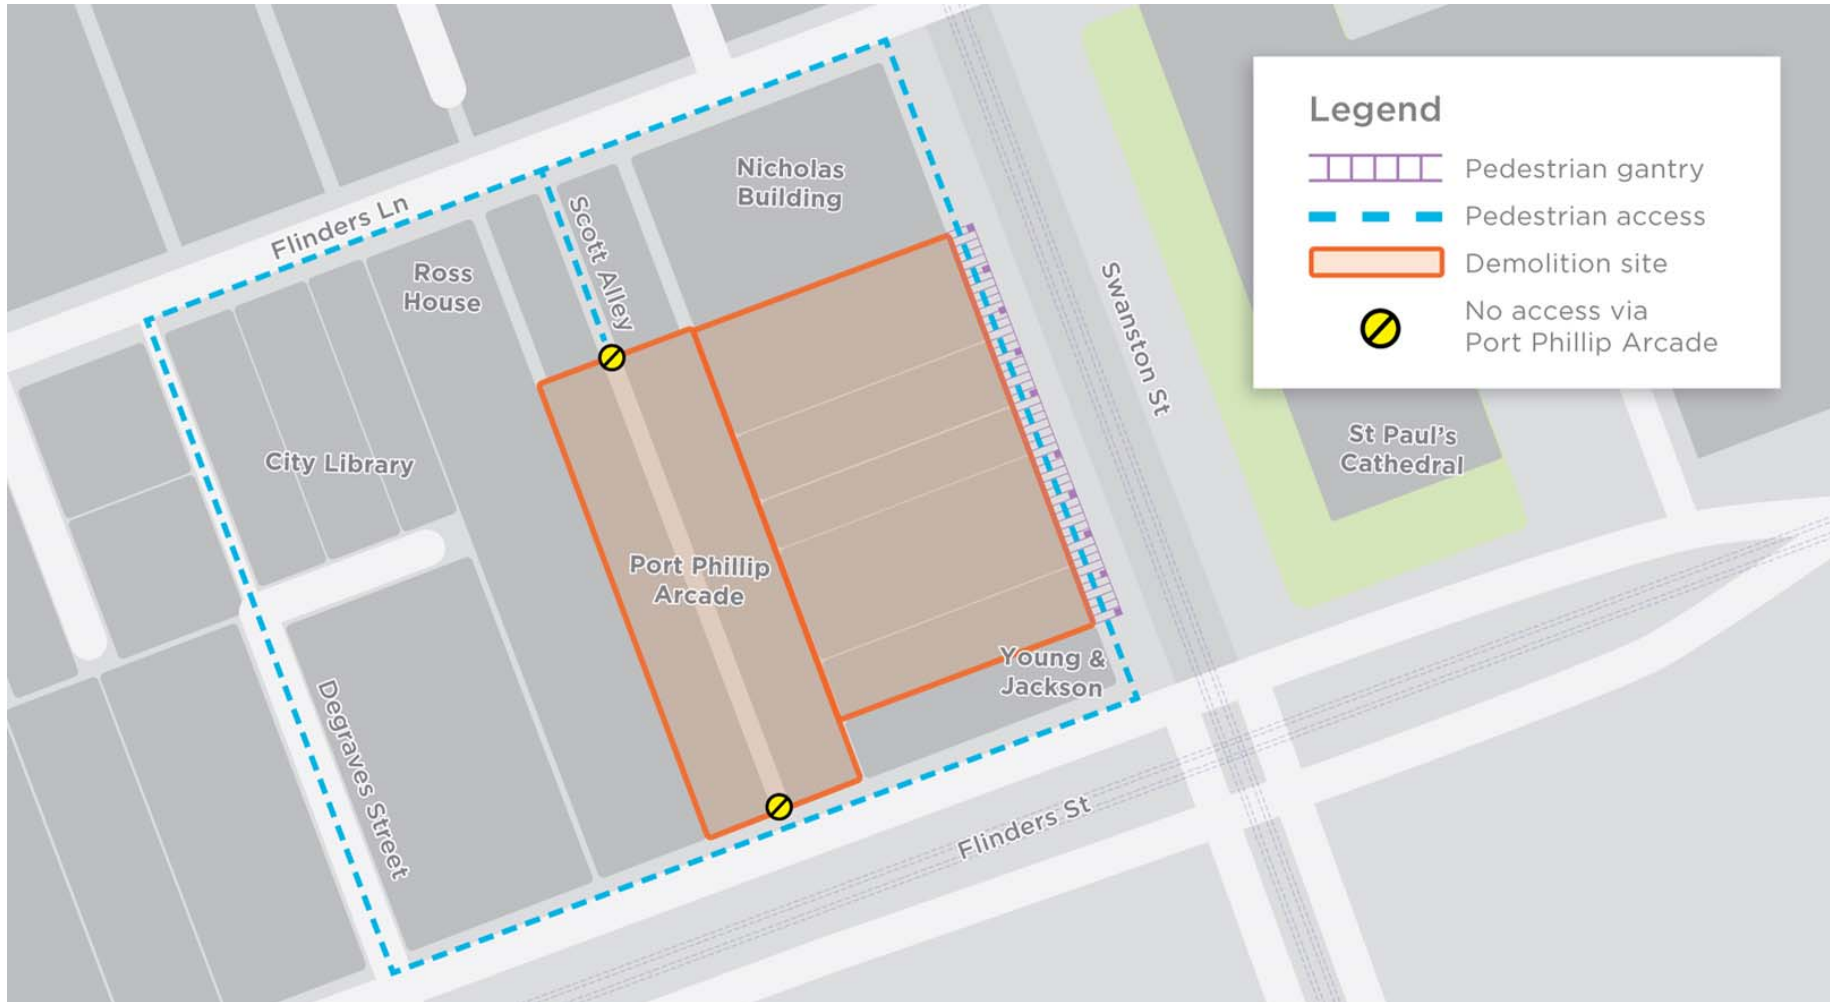 Legend
Pedestrian gantry
Pedestrian access
Demolition site
No access via
Port Phillip Arcade
Nicholas
Building
Flinders Ln
Scott Alley
Ross
House
Swanston St
City Library
St Paul's
Cathedral
Port Phillip
Arcade
Young &
Jackson
Degraves Street
Flinders St